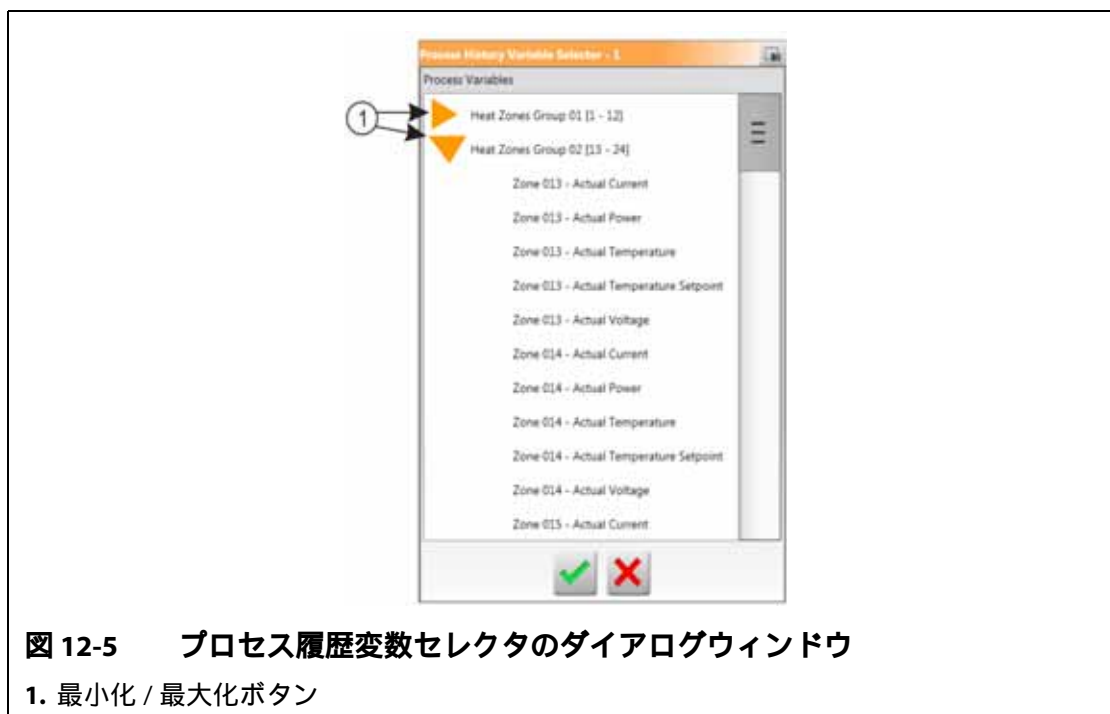 Process History Variable Selector - 1
Process Variables
1
Heat Zones Group 01 [1 - 12]
Heat Zones Group 02 [13 - 24]
Zone 013 - Actual Current
Zone 013 - Actual Power
Zone 013 - Actual Temperature
Zone 013 - Actual Temperature Setpoint
Zone 013 - Actual Voltage
Zone 014 - Actual Current
Zone 014 - Actual Power
Zone 014 - Actual Temperature
Zone 014 - Actual Temperature Setpoint
Zone 014 - Actual Voltage
Zone 015 - Actual Current
図 12-5 プロセス履歴変数セレクタのダイアログウィンドウ
1. 最小化 / 最大化ボタン